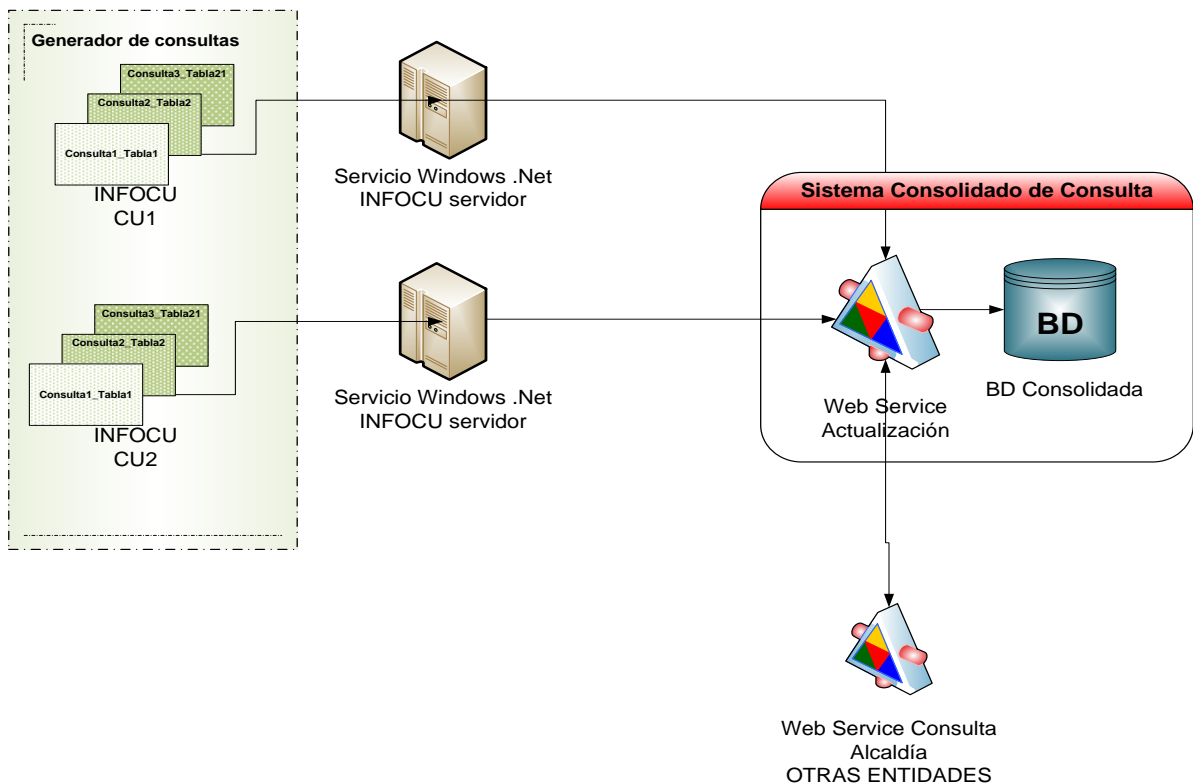 Generador de consultas
Consulta3_Tabla21
Consulta2_Tabla2
Consulta1_Tabla1
INFOCU
CU1
Servicio Windows .Net
INFOCU servidor
Sistema Consolidado de Consulta
Consulta3_Tabla21
Consulta2_Tabla2
Consulta1_Tabla1
INFOCU
CU2
Servicio Windows .Net
INFOCU servidor
BD
BD Consolidada
Web Service
Actualización
Web Service Consulta
Alcaldía
OTRAS ENTIDADES